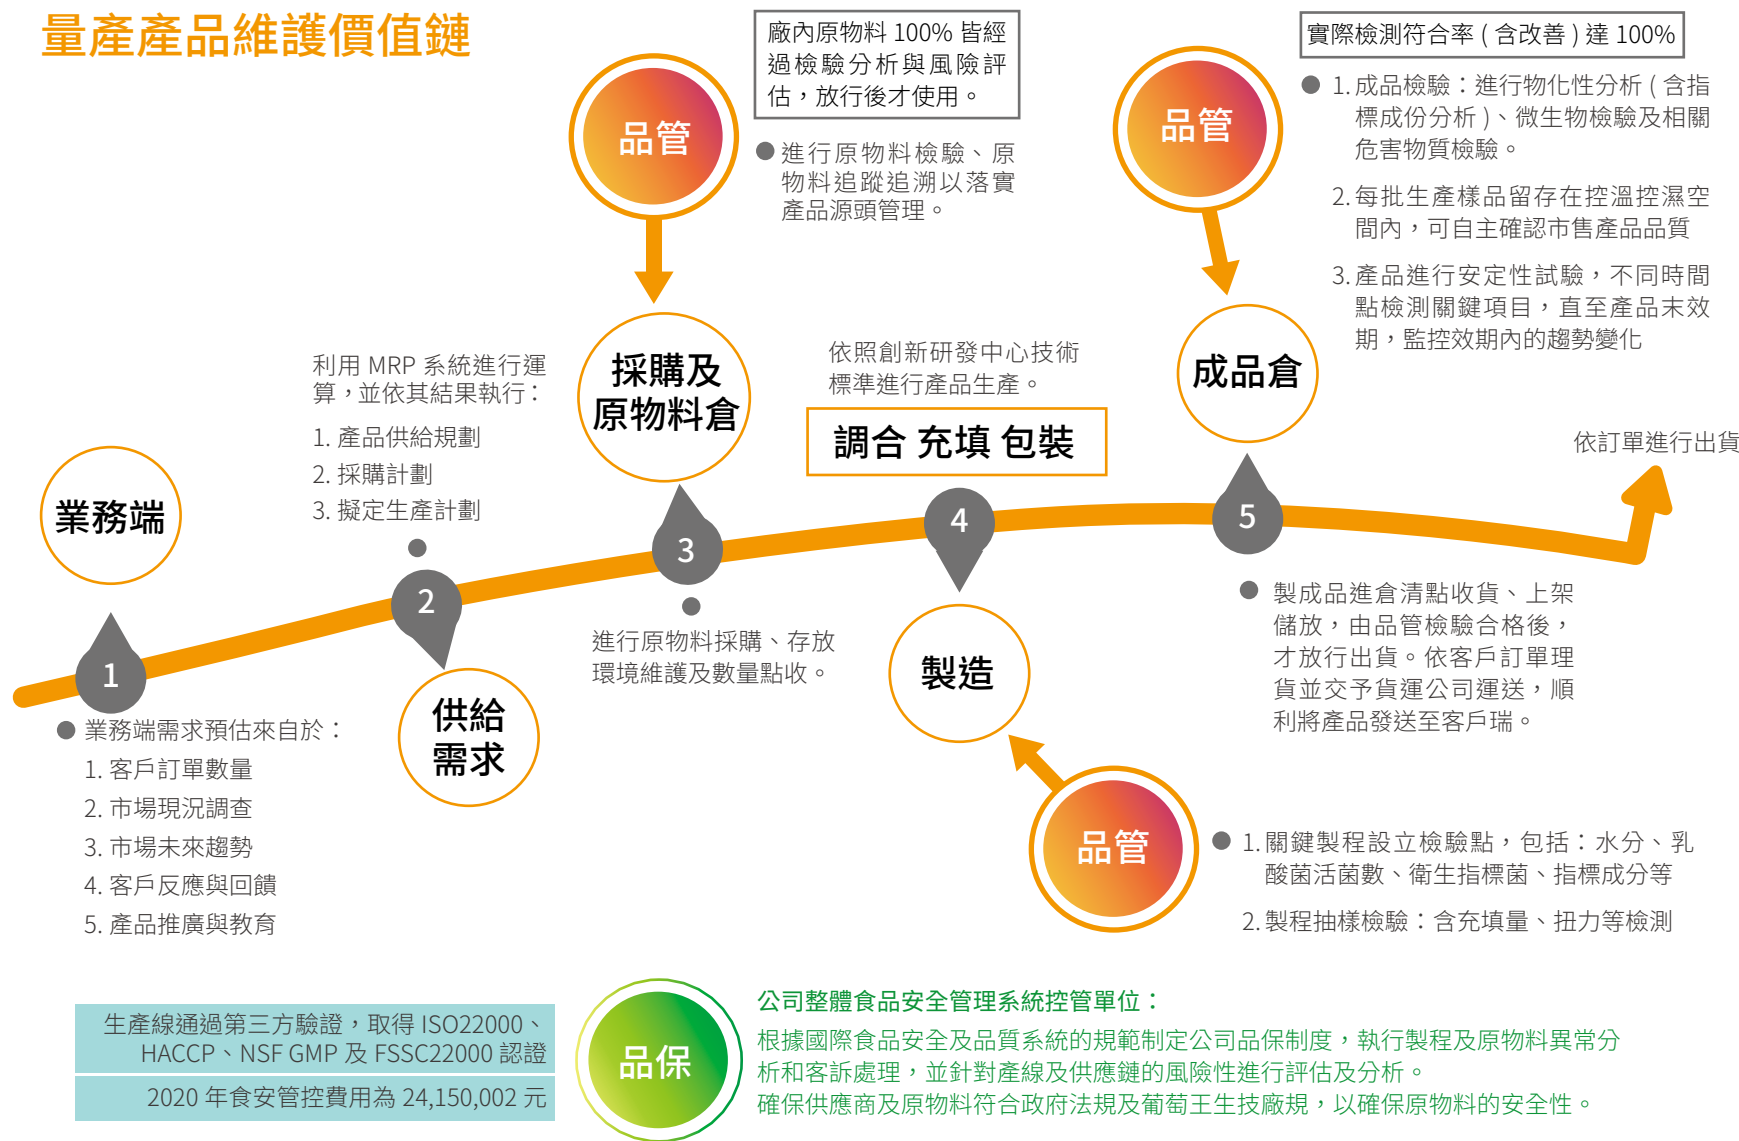 量產產品維護價值鏈
業務端
1
業務端需求預估來自於：
1. 客戶訂單數量
2. 市場現況調查
3. 市場未來趨勢
4. 客戶反應與回饋
5. 產品推廣與教育
利用 MRP 系統進行運
算，並依其結果執行：
1. 產品供給規劃
2. 採購計劃
3. 擬定生產計劃
2
供給
需求
品管
廠內原物料 100% 皆經
過檢驗分析與風險評
估，放行後才使用。
進行原物料檢驗、原
物料追蹤追溯以落實
產品源頭管理。
採購及
原物料倉
3
進行原物料採購、存放
環境維護及數量點收。
依照創新研發中心技術
標準進行產品生產。
調合 充填 包裝
4
製造
品管
1. 關鍵製程設立檢驗點，包括：水分、乳
酸菌活菌數、衛生指標菌、指標成分等
2. 製程抽樣檢驗：含充填量、扭力等檢測
品管
實際檢測符合率 ( 含改善 ) 達 100%
1. 成品檢驗：進行物化性分析 ( 含指
標成份分析 )、微生物檢驗及相關
危害物質檢驗。
2. 每批生產樣品留存在控溫控濕空
間內，可自主確認市售產品品質
3. 產品進行安定性試驗，不同時間
點檢測關鍵項目，直至產品末效
期，監控效期內的趨勢變化
成品倉
5
製成品進倉清點收貨、上架
儲放，由品管檢驗合格後，
才放行出貨。依客戶訂單理
貨並交予貨運公司運送，順
利將產品發送至客戶瑞。
依訂單進行出貨
生產線通過第三方驗證，取得 ISO22000、
HACCP、NSF GMP 及 FSSC22000 認證
2020 年食安管控費用為 24,150,002 元
品保
公司整體食品安全管理系統控管單位：
根據國際食品安全及品質系統的規範制定公司品保制度，執行製程及原物料異常分
析和客訴處理，並針對產線及供應鏈的風險性進行評估及分析。
確保供應商及原物料符合政府法規及葡萄王生技廠規，以確保原物料的安全性。